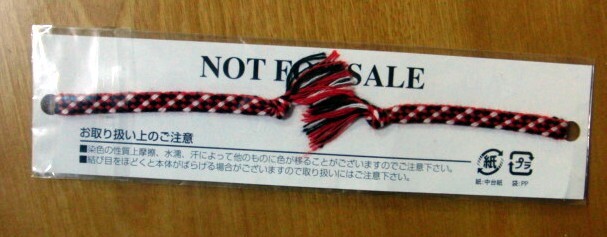 NOT FOR SALE
お取り扱い上のご注意
■染色の性質上摩擦、水濡、汗によって他のものに色が移ることがございますのでご注意下さい。
■結び目をほどくと本体がばらける場合がございますので取り扱いにはご注意下さい。
紙 プラ
紙:中台紙 袋:PP